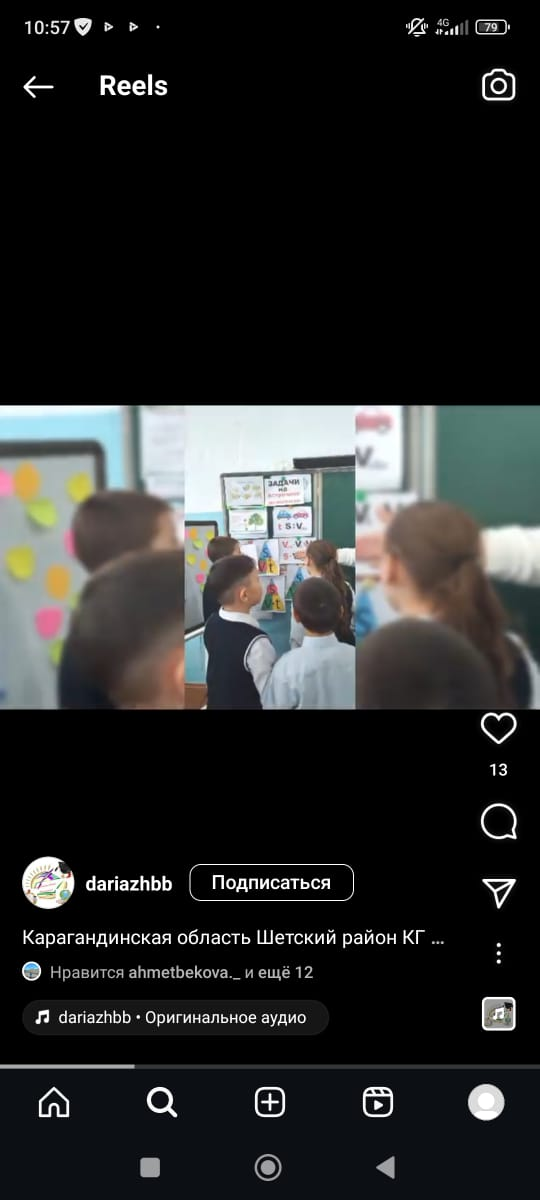 10:57
4G
79
Reels
ЗАДАЧИ
НА
t S:V
13
dariazhbb
Подписаться
Карагандинская область Шетский район КГ ...
Нравится ahmetbekova._ и ещё 12
dariazhbb • Оригинальное аудио